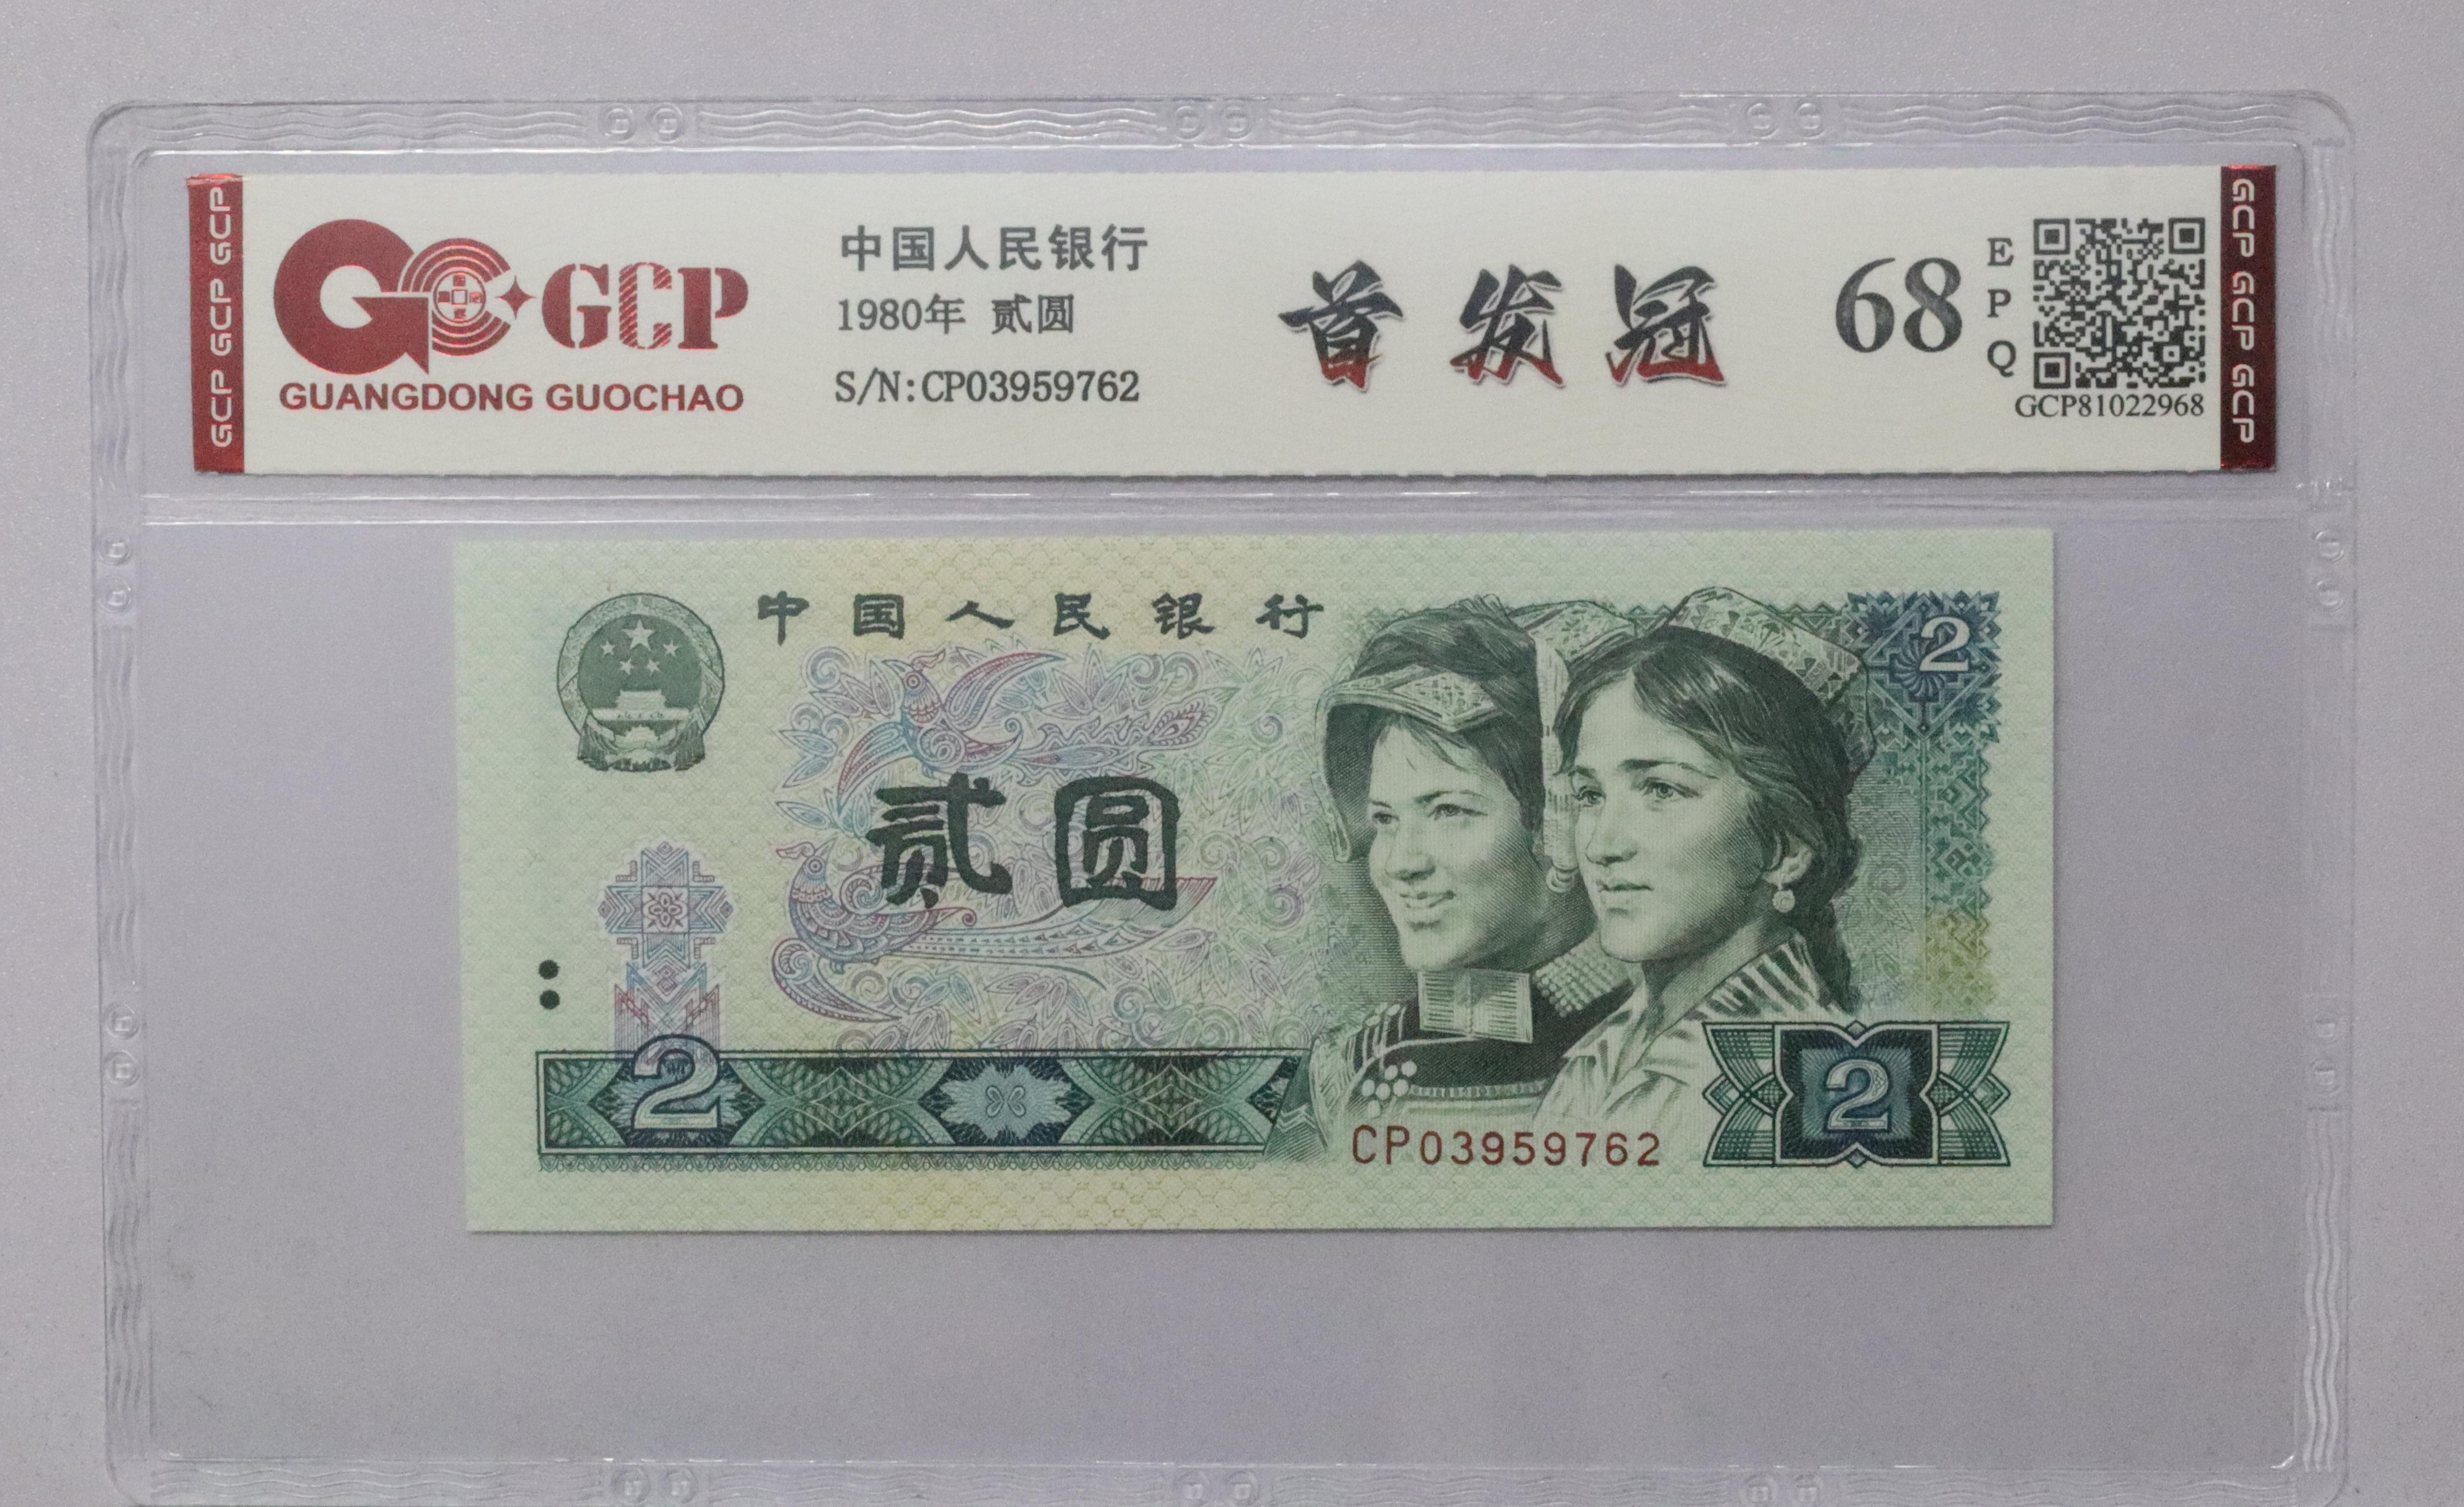 GCP GCP GCP
GCP
GUANGDONG GUOCHAO
中国人民银行
1980年 贰圆
S/N:CP03959762
首发冠
68
EPQ
GCP81022968
GCP GCP GCP
中国人民银行
2
贰圆
2
2
CP03959762